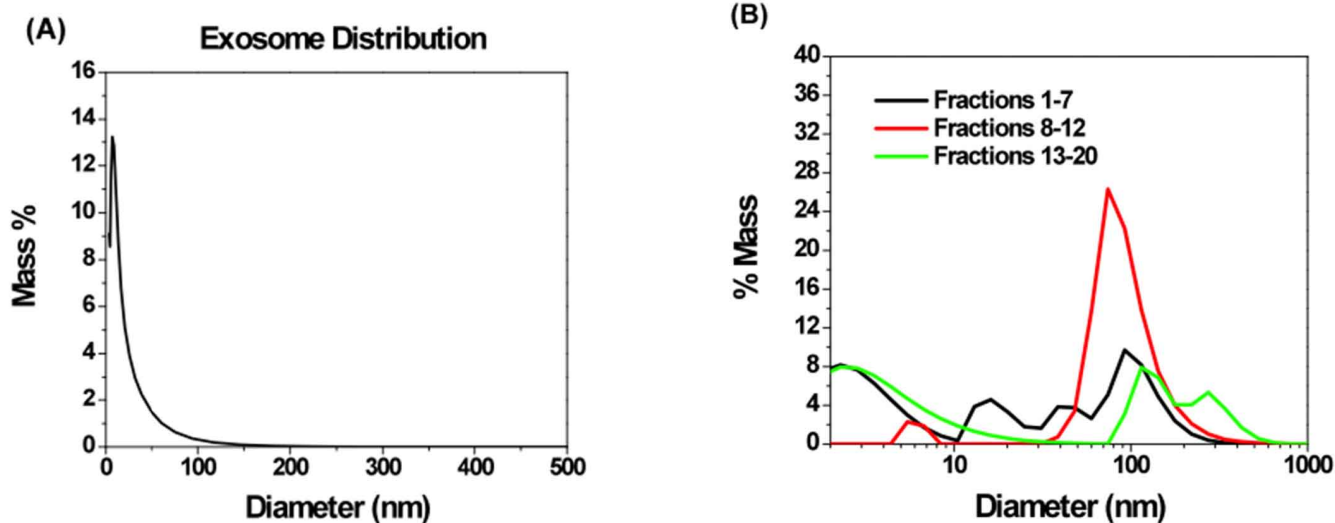 (A)
Exosome Distribution
16
14
12
10
8
6
4
2
0
0 100 200 300 400 500
Mass %
Diameter (nm)
(B)
40
36
32
28
24
20
16
12
8
4
0
10 100 1000
% Mass
Diameter (nm)
Fractions 1-7
Fractions 8-12
Fractions 13-20